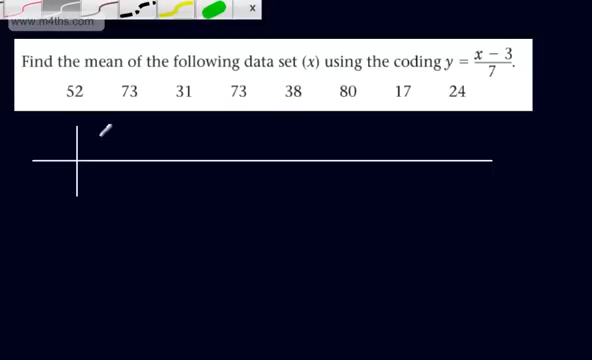 x
www.m4ths.com
Find the mean of the following data set (x) using the coding y = \frac{x - 3}{7}.
52 73 31 73 38 80 17 24